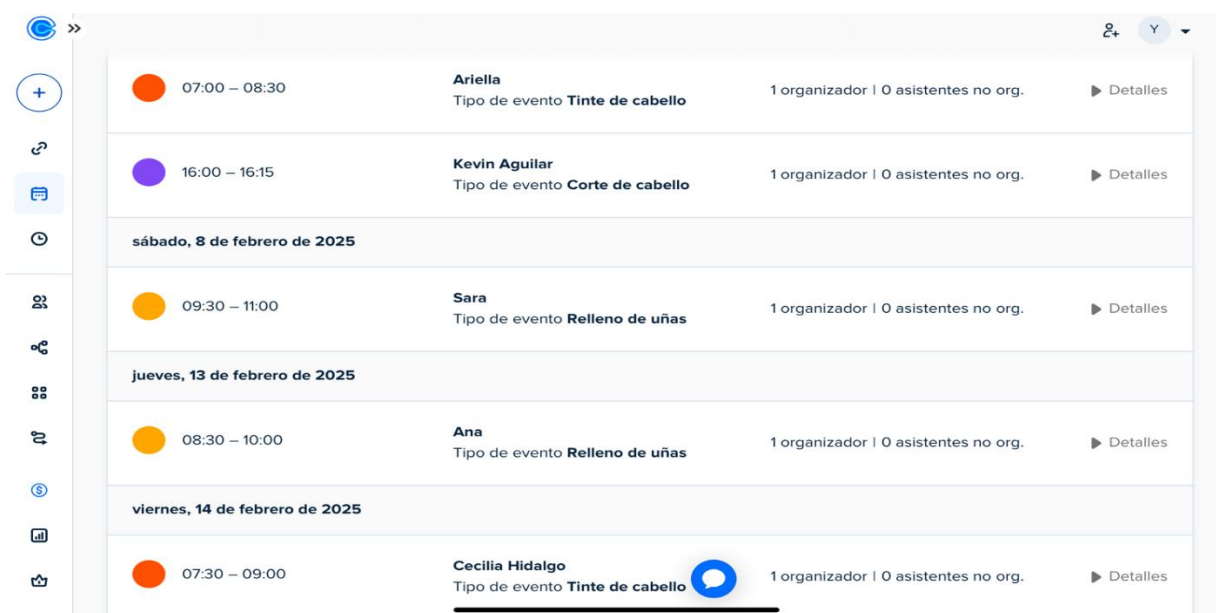 Y
07:00 – 08:30
Ariella
Tipo de evento Tinte de cabello
1 organizador | 0 asistentes no org.
Detalles
16:00 – 16:15
Kevin Aguilar
Tipo de evento Corte de cabello
1 organizador | 0 asistentes no org.
Detalles
sábado, 8 de febrero de 2025
09:30 – 11:00
Sara
Tipo de evento Relleno de uñas
1 organizador | 0 asistentes no org.
Detalles
jueves, 13 de febrero de 2025
08:30 – 10:00
Ana
Tipo de evento Relleno de uñas
1 organizador | 0 asistentes no org.
Detalles
viernes, 14 de febrero de 2025
07:30 – 09:00
Cecilia Hidalgo
Tipo de evento Tinte de cabello
1 organizador | 0 asistentes no org.
Detalles